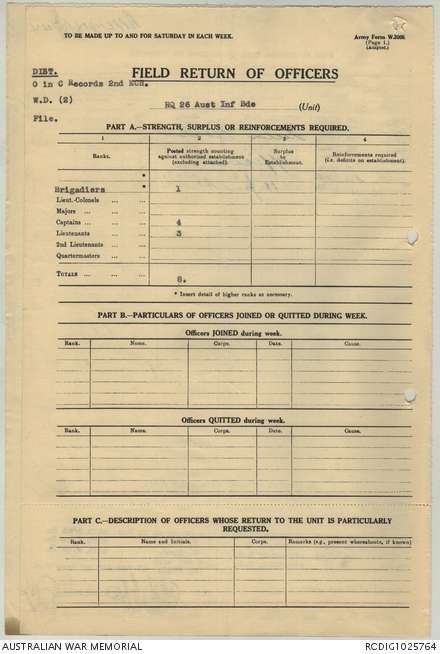 TO BE MADE UP TO AND FOR SATURDAY IN EACH WEEK.
Army Form W.3008
(Page 1.)
(Adapted.)
DIST.
FIELD RETURN OF OFFICERS
O in C Records 2nd ECH.
W.D. (2)
HQ 26 Aust Inf Bde (Unit)
File.
PART A.—STRENGTH, SURPLUS OR REINFORCEMENTS REQUIRED.
1 2 3 4
Ranks. Posted strength counting against authorized establishment (excluding attached). Surplus to Establishment. Reinforcements required (i.e. deficits on establishment).
*
Brigadiers * 1
Lieut.-Colonels ... ...
Majors ... ... ...
Captains ... ... ... 4
Lieutenants ... ... 3
2nd Lieutenants ... ...
Quartermasters ... ...
TOTALS ... ... ... 8.
* Insert detail of higher ranks as necessary.
PART B.—PARTICULARS OF OFFICERS JOINED OR QUITTED DURING WEEK.
Officers JOINED during week.
Rank. Name. Corps. Date. Cause.
Officers QUITTED during week.
Rank. Name. Corps. Date. Cause.
PART C.—DESCRIPTION OF OFFICERS WHOSE RETURN TO THE UNIT IS PARTICULARLY
REQUESTED.
Rank. Name and Initials. Corps. Remarks (e.g., present whereabouts, if known)
AUSTRALIAN WAR MEMORIAL
RCDIG1025764